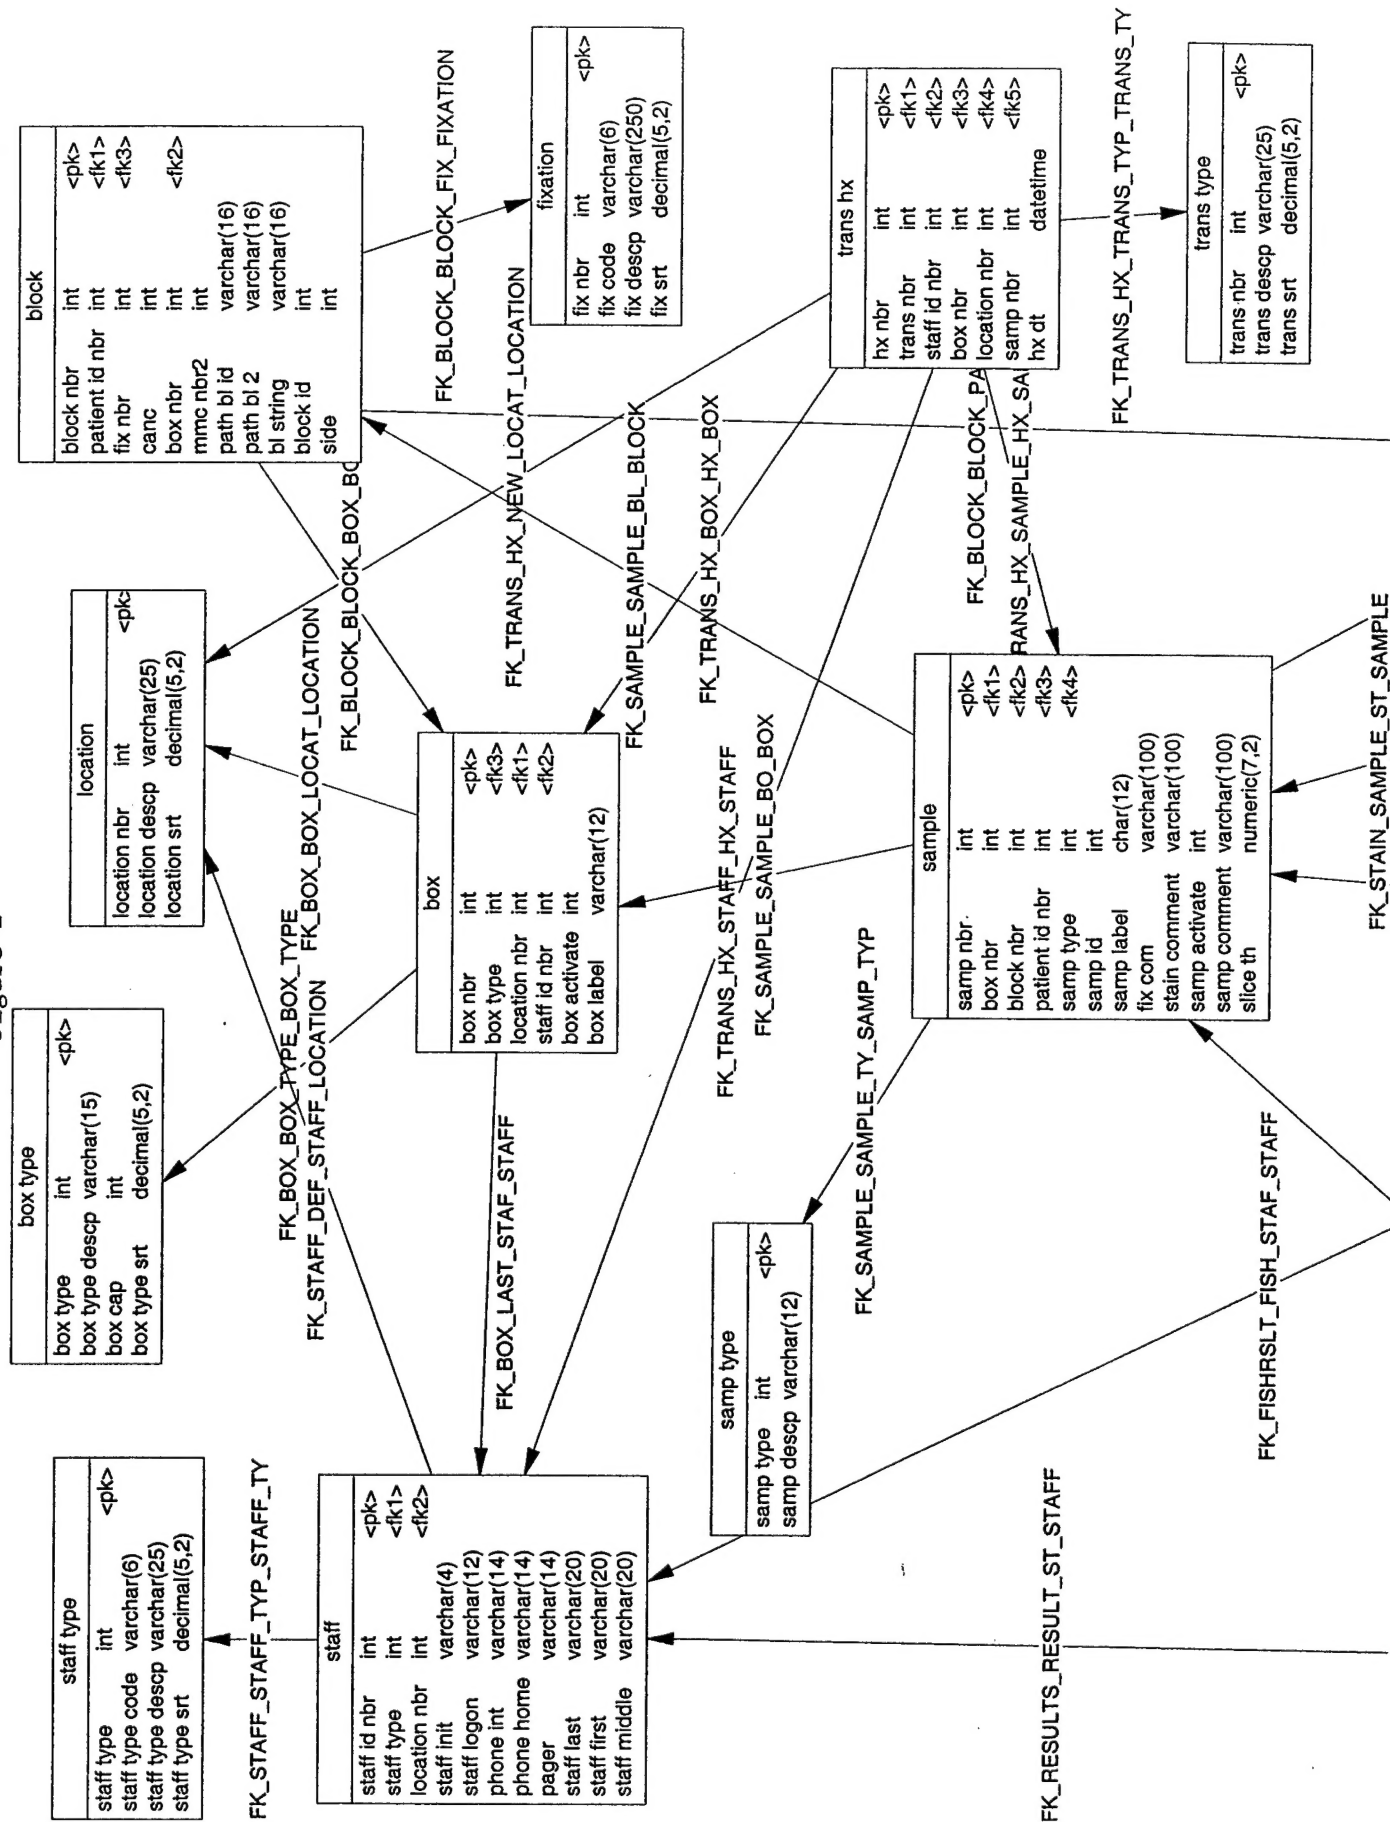 staff type
staff type int <pk>
staff type code varchar(6)
staff type descp varchar(25)
staff type srt decimal(5,2)
box type
box type int <pk>
box type descp varchar(15)
box cap int
box type srt decimal(5,2)
location
location nbr int <pk>
location descp varchar(25)
location srt decimal(5,2)
block
block nbr int <pk>
patient id nbr int <fk1>
fix nbr int <fk3>
canc int
box nbr int <fk2>
mmc nbr2 int
path bl id varchar(16)
path bl 2 varchar(16)
bl string varchar(16)
block id int
side int
FK_STAFF_STAFF_TYP_STAFF_TY
FK_BOX_BOX_TYPE_BOX_TYPE
FK_STAFF_DEF_STAFF_LOCATION
FK_BOX_BOX_LOCAT_LOCATION
FK_BLOCK_BLOCK_BOX_BO
FK_BLOCK_BLOCK_FIX_FIXATION
staff
staff id nbr int <pk>
staff type int <fk1>
location nbr int <fk2>
staff init varchar(4)
staff logon varchar(12)
phone int varchar(14)
phone home varchar(14)
pager varchar(14)
staff last varchar(20)
staff first varchar(20)
staff middle varchar(20)
box
box nbr int <pk>
box type int <fk3>
location nbr int <fk1>
staff id nbr int <fk2>
box activate int
box label varchar(12)
fixation
fix nbr int <pk>
fix code varchar(6)
fix descp varchar(250)
fix srt decimal(5,2)
FK_BOX_LAST_STAF_STAFF
FK_TRANS_HX_NEW_LOCAT_LOCATION
FK_SAMPLE_SAMPLE_BL_BLOCK
FK_TRANS_HX_BOX_HX_BOX
FK_TRANS_HX_STAFF_HX_STAFF
FK_SAMPLE_SAMPLE_BO_BOX
samp type
samp type int <pk>
samp descp varchar(12)
trans hx
hx nbr int <pk>
trans nbr int <fk1>
staff id nbr int <fk2>
box nbr int <fk3>
location nbr int <fk4>
samp nbr int <fk5>
hx dt datetime
FK_SAMPLE_SAMPLE_TY_SAMP_TYP
FK_BLOCK_BLOCK_PA
RANS_HX_SAMPLE_HX_SA
FK_TRANS_HX_TRANS_TYP_TRANS_TY
sample
samp nbr int <pk>
box nbr int <fk1>
block nbr int <fk2>
patient id nbr int <fk3>
samp type int <fk4>
samp id int
samp label char(12)
fix com varchar(100)
stain comment varchar(100)
samp activate int
samp comment varchar(100)
slice th numeric(7,2)
trans type
trans nbr int <pk>
trans descp varchar(25)
trans srt decimal(5,2)
FK_RESULTS_RESULT_ST_STAFF
FK_FISHRSLT_FISH_STAF_STAFF
FK_STAIN_SAMPLE_ST_SAMPLE